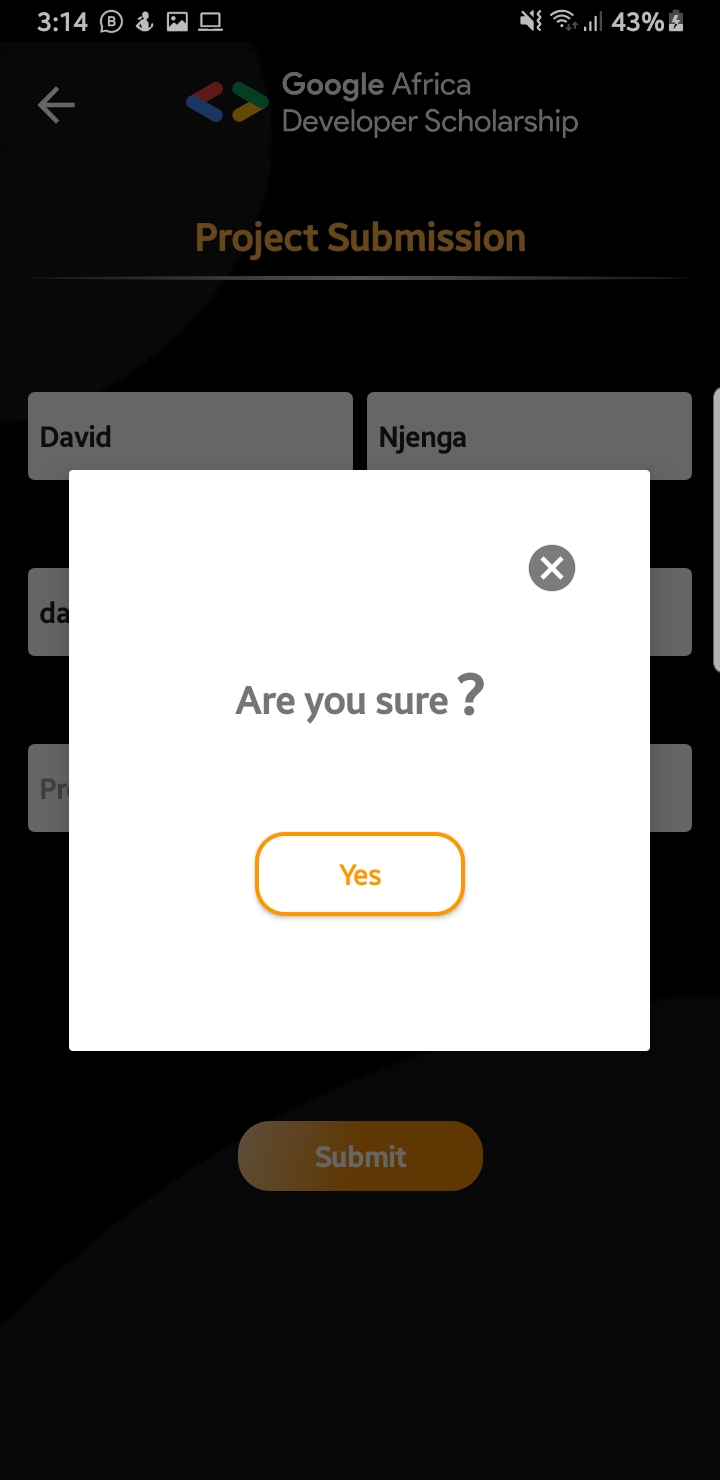 3:14 43%
Google Africa
Developer Scholarship
Project Submission
David Njenga
da
Are you sure ?
Pr
Yes
Submit